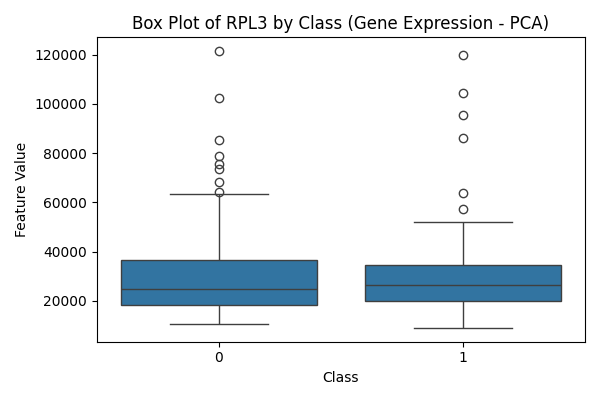 Box Plot of RPL3 by Class (Gene Expression - PCA)
120000
100000
80000
60000
40000
20000
Feature Value
0
1
Class